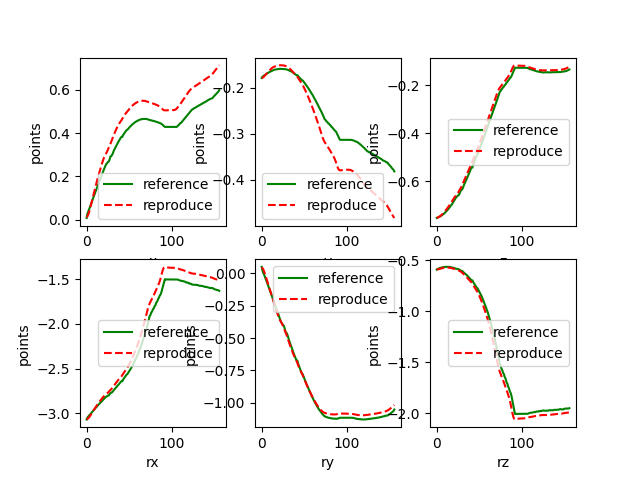 points
0.6
0.4
0.2
0.0
0
100
reference
reproduce
points
−0.2
−0.3
−0.4
0
100
reference
reproduce
points
−0.2
−0.4
−0.6
0
100
reference
reproduce
points
−1.5
−2.0
−2.5
−3.0
0
100
rx
reference
reproduce
points
0.00
−0.25
−0.50
−0.75
−1.00
0
100
ry
reference
reproduce
points
−0.5
−1.0
−1.5
−2.0
0
100
rz
reference
reproduce